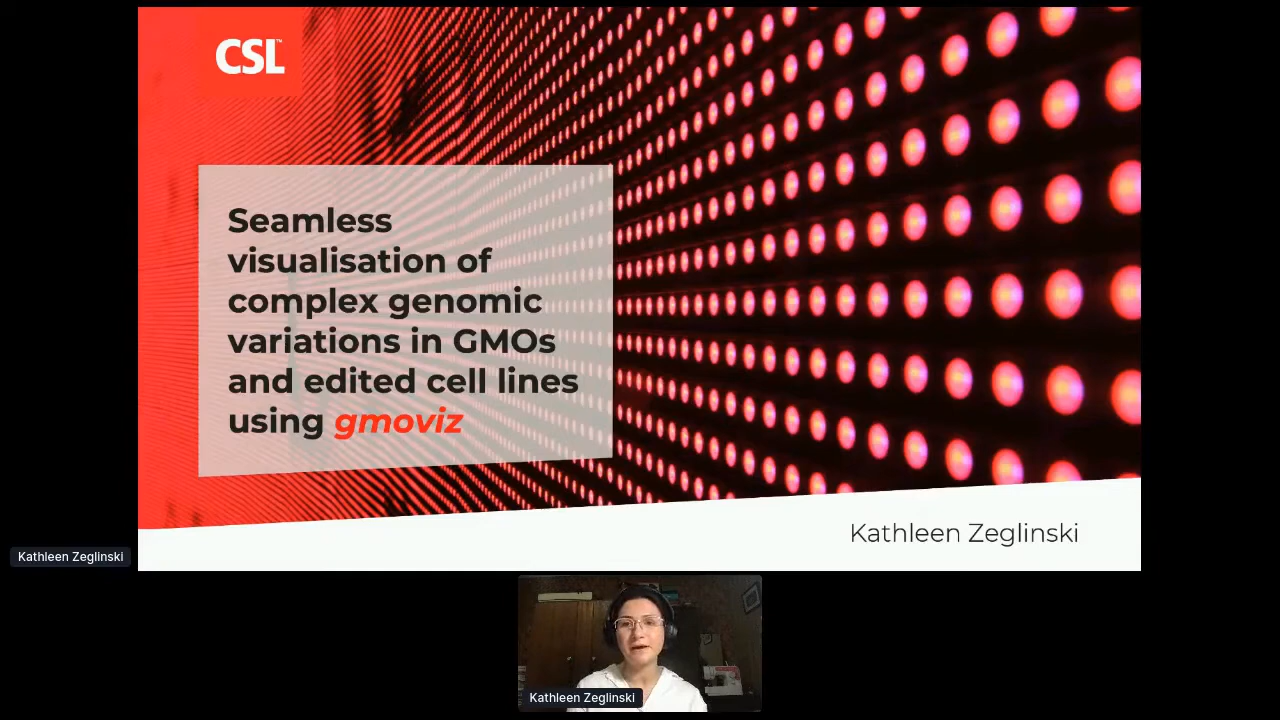 CSL™
Seamless
visualisation of
complex genomic
variations in GMOs
and edited cell lines
using gmoviz
Kathleen Zeglinski
Kathleen Zeglinski
Kathleen Zeglinski